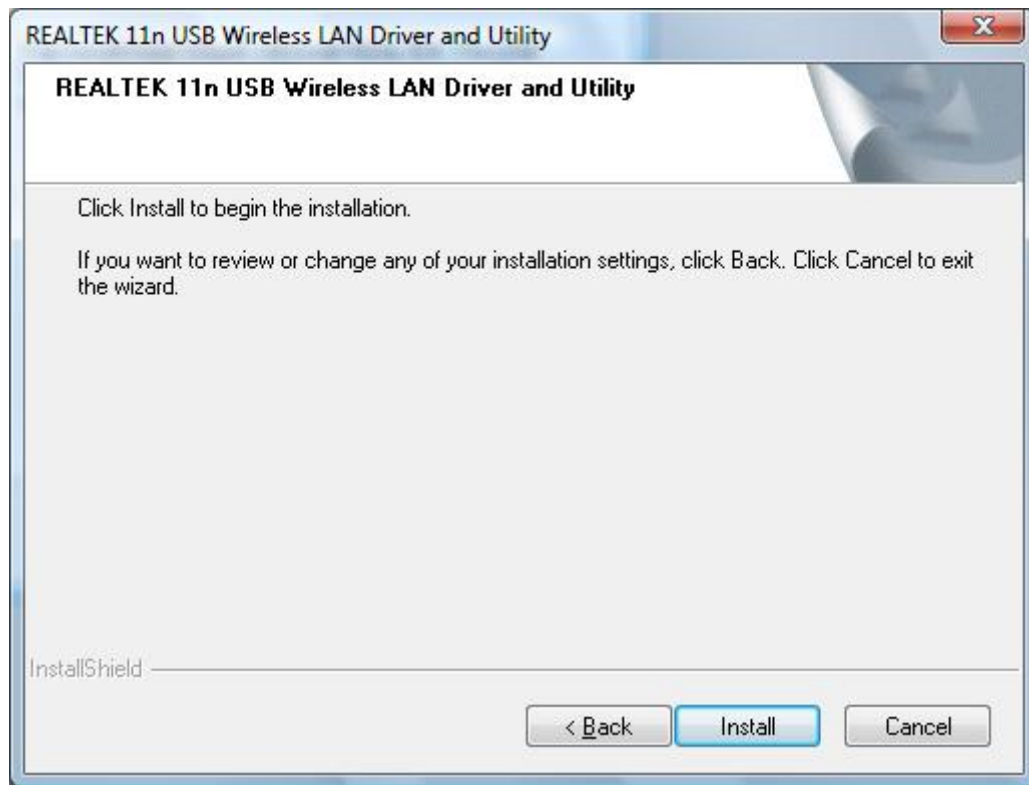 REALTEK 11n USB Wireless LAN Driver and Utility
REALTEK 11n USB Wireless LAN Driver and Utility
Click Install to begin the installation.
If you want to review or change any of your installation settings, click Back. Click Cancel to exit
the wizard.
InstallShield
< Back Install Cancel